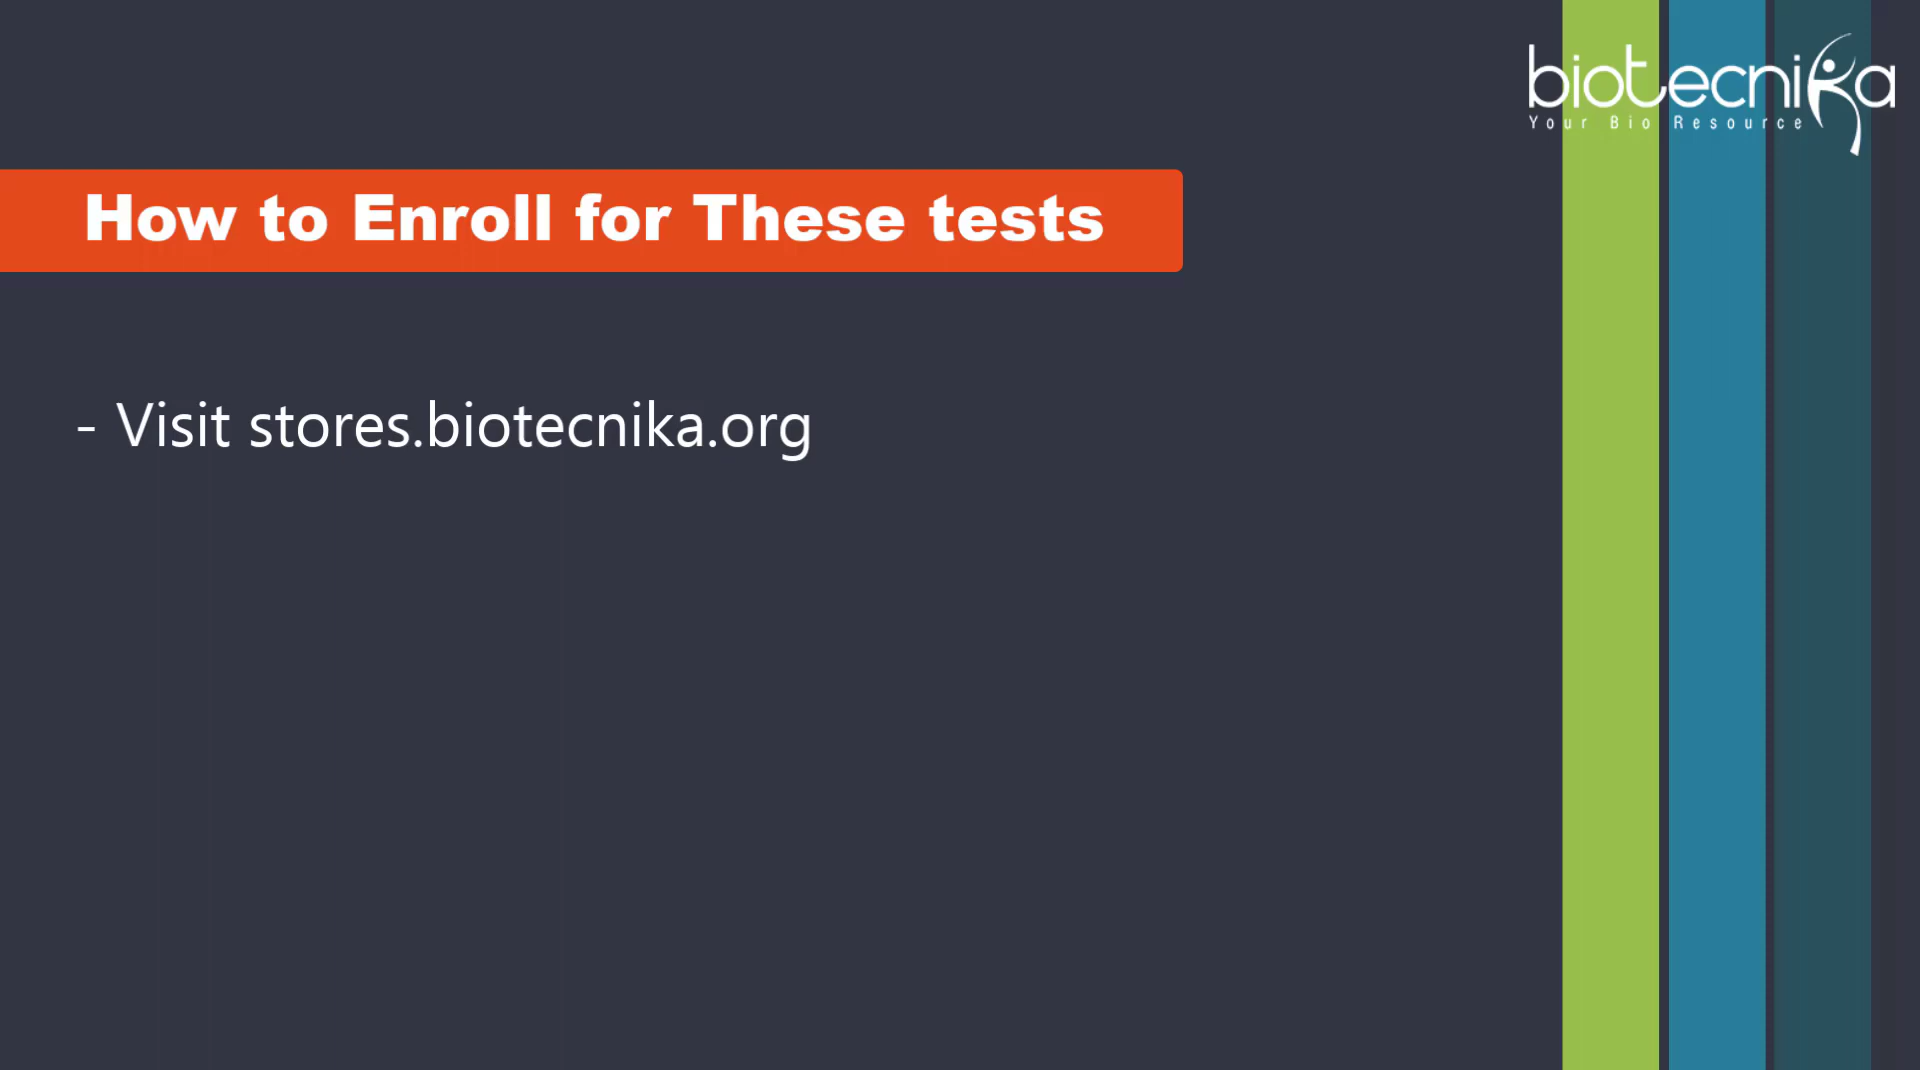 biotecnika
Your Bio Resource
How to Enroll for These tests
- Visit stores.biotecnika.org